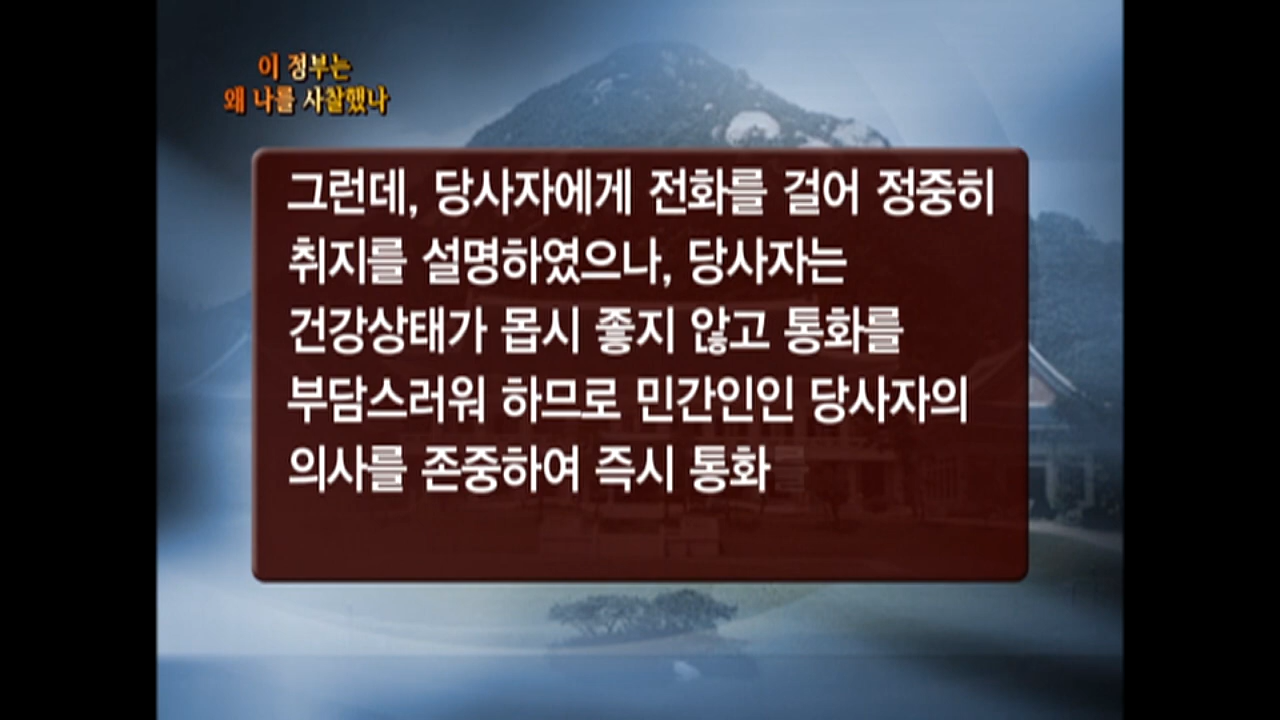 이 정부는
왜 나를 사찰했나
그런데, 당사자에게 전화를 걸어 정중히
취지를 설명하였으나, 당사자는
건강상태가 몹시 좋지 않고 통화를
부담스러워 하므로 민간인인 당사자의
의사를 존중하여 즉시 통화